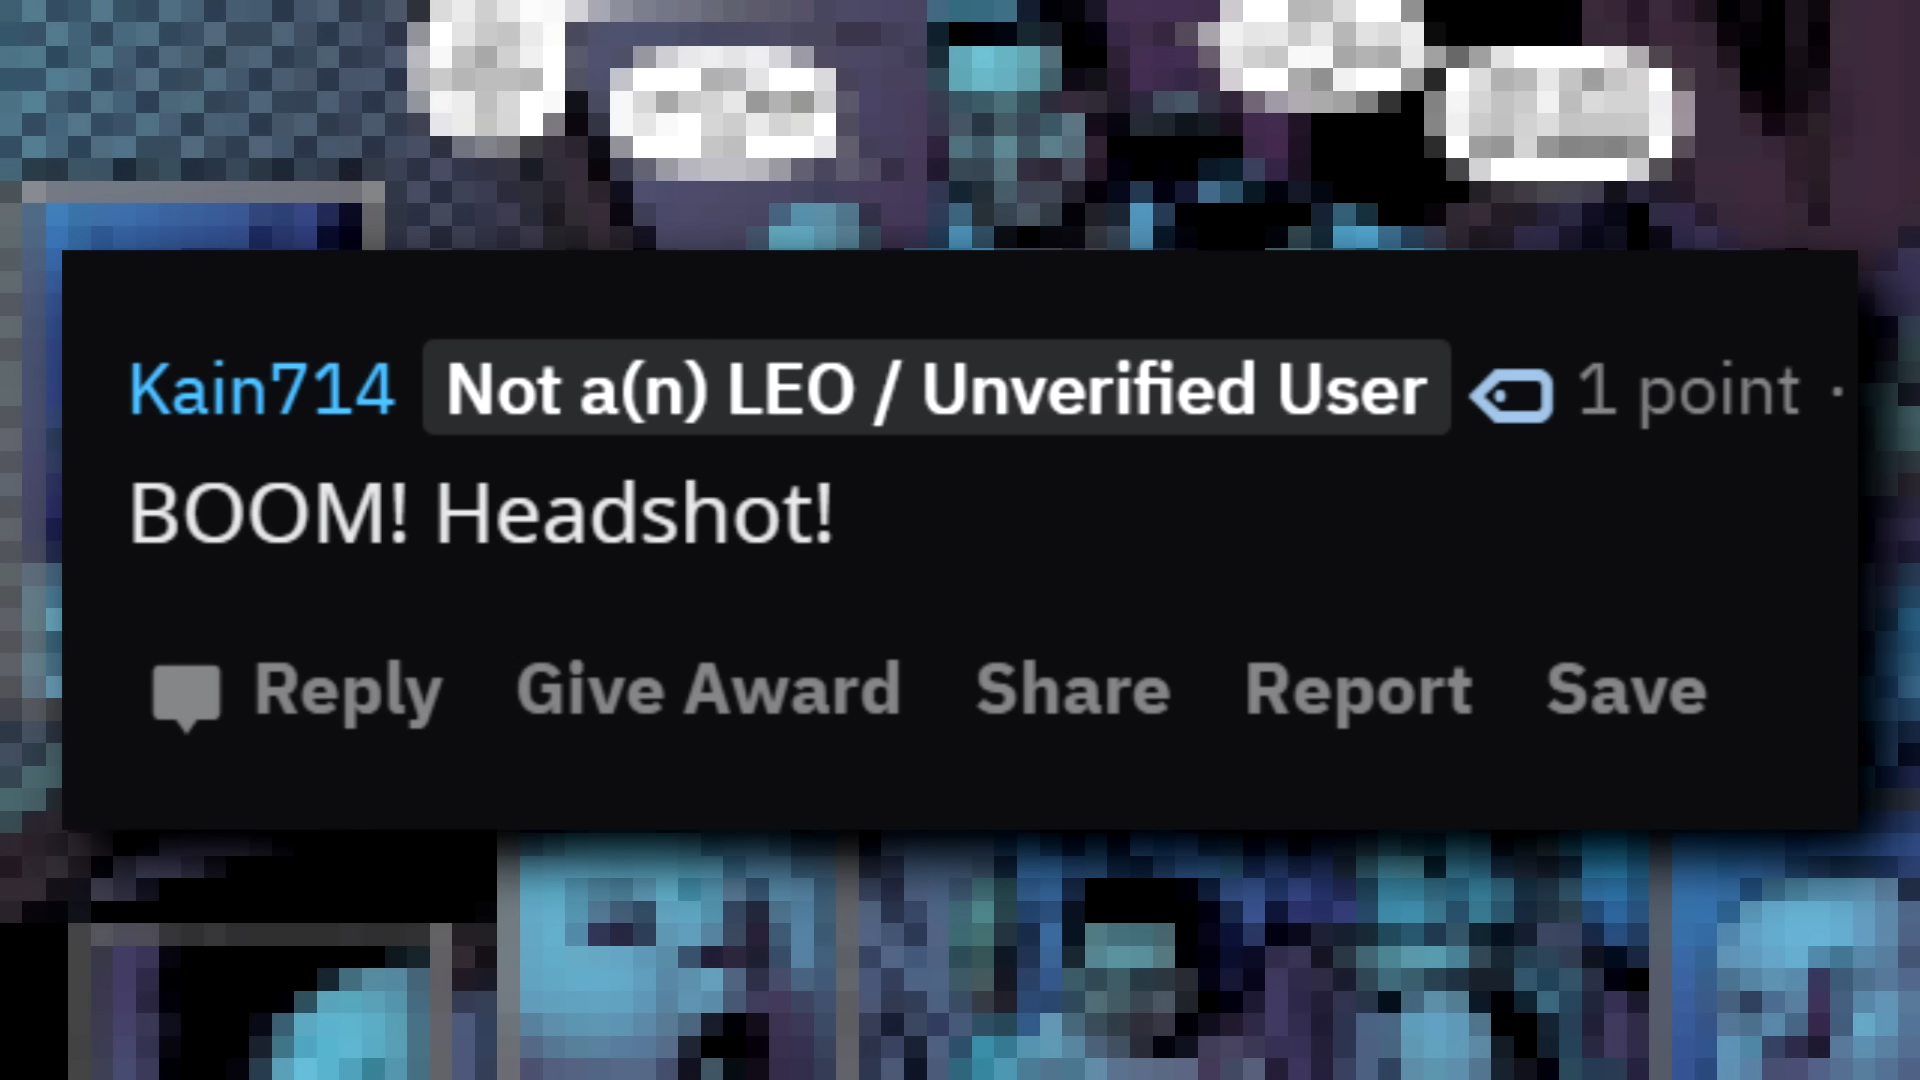 Kain714 Not a(n) LEO / Unverified User 1 point ·
BOOM! Headshot!
Reply Give Award Share Report Save